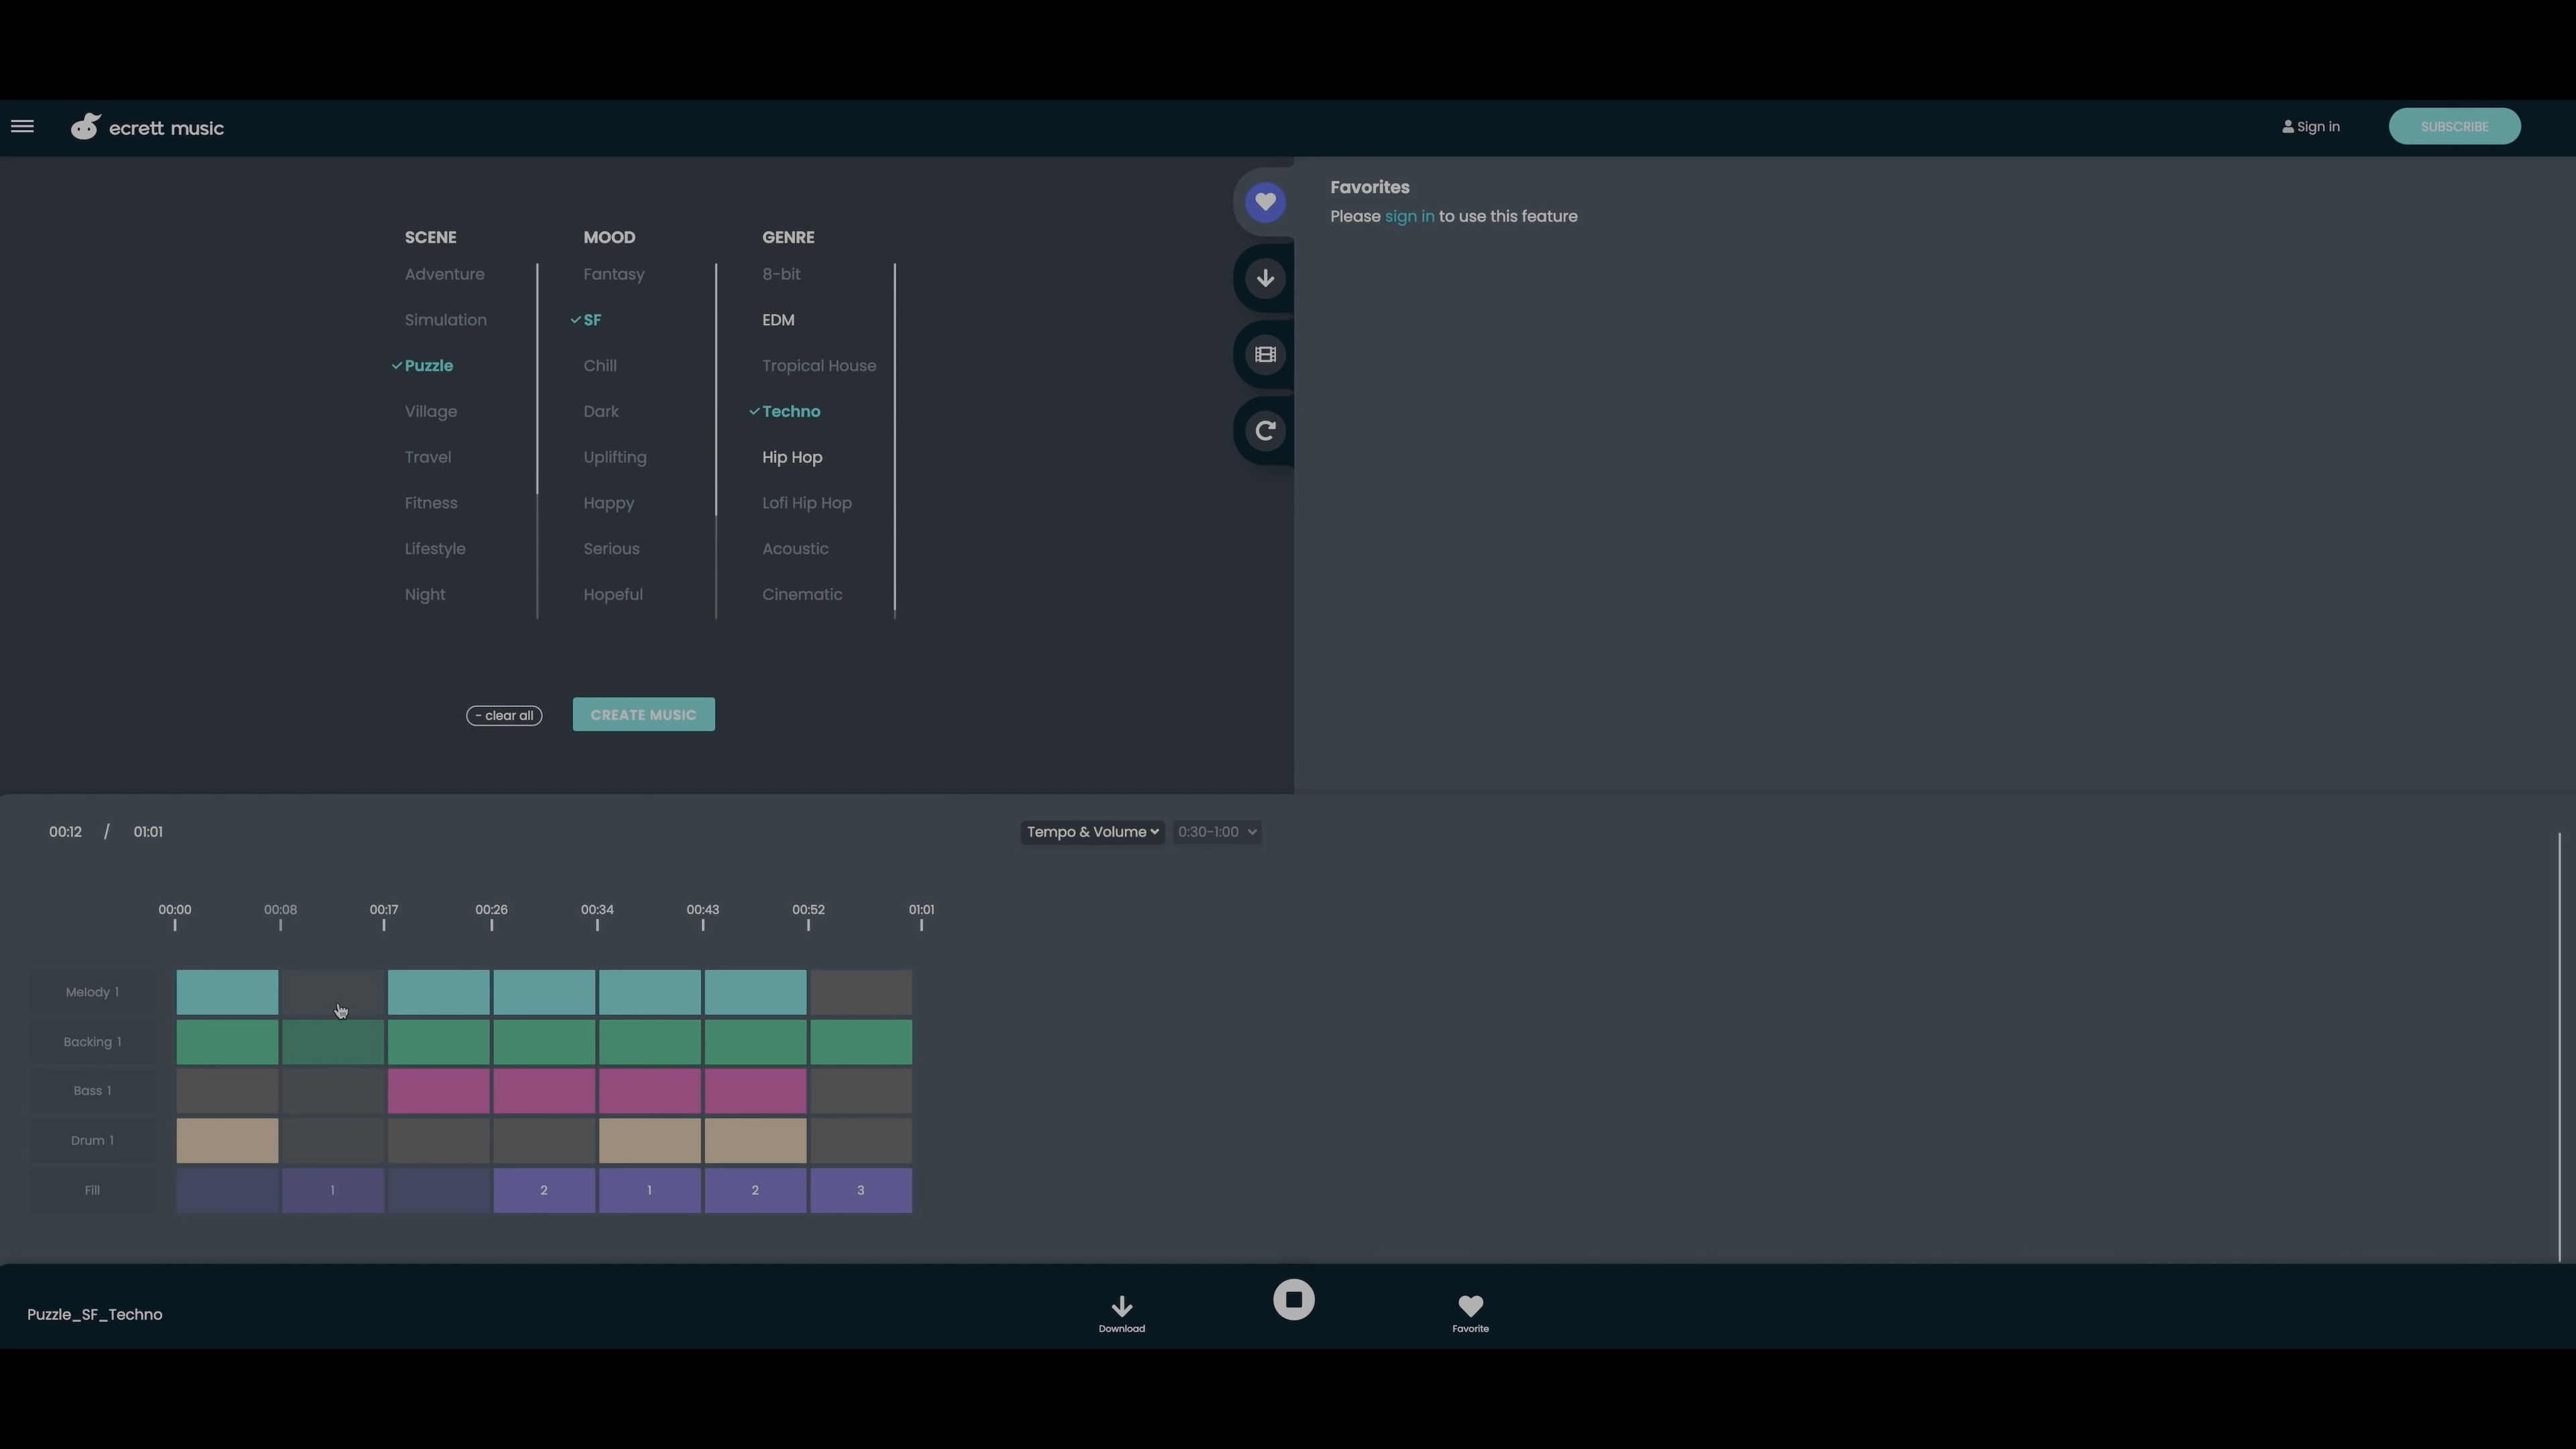 ecrett music
Sign in
SUBSCRIBE
Favorites
Please sign in to use this feature
SCENE MOOD GENRE
Adventure Fantasy 8-bit
Simulation SF EDM
Puzzle Chill Tropical House
Village Dark Techno
Travel Uplifting Hip Hop
Fitness Happy Lofi Hip Hop
Lifestyle Serious Acoustic
Night Hopeful Cinematic
- clear all CREATE MUSIC
00:12 / 01:01 Tempo & Volume 0:30-1:00
00:00 00:08 00:17 00:26 00:34 00:43 00:52 01:01
Melody 1
Backing 1
Bass 1
Drum 1
Fill 1 2 1 2 3
Puzzle_SF_Techno
Download
Favorite